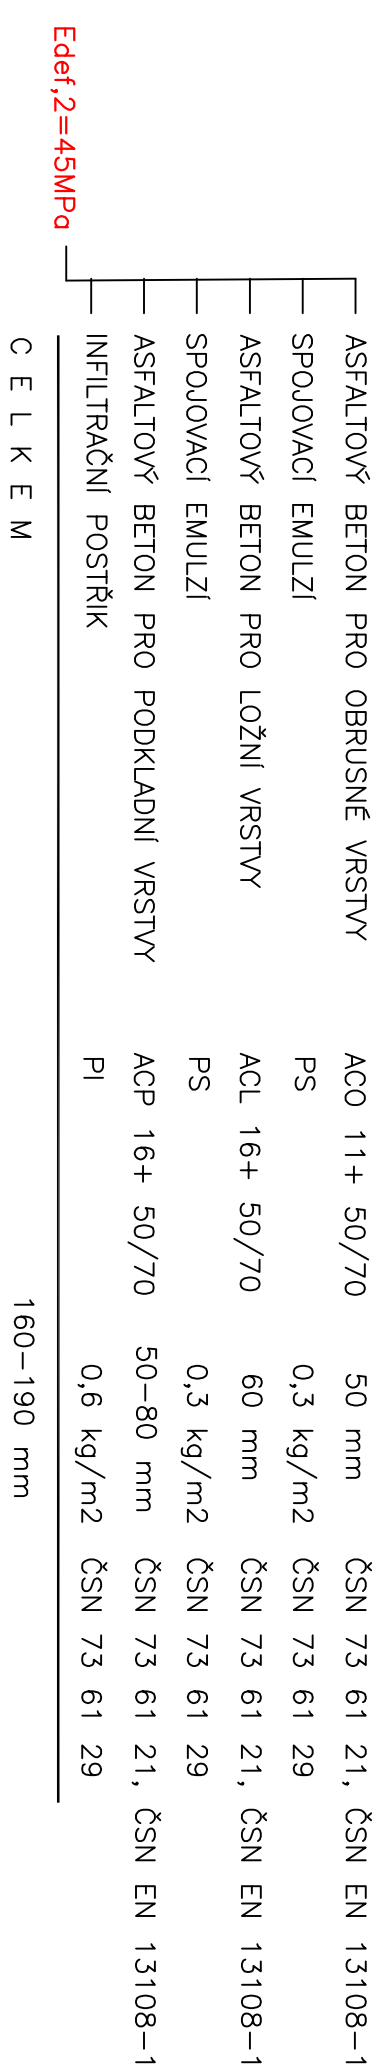 ASFALTOVÝ BETON PRO OBRUSNÉ VRSTVY ACO 11+ 50/70 50 mm ČSN 73 61 21, ČSN EN 13108-1
SPOJOVACÍ EMULZÍ PS 0,3 kg/m2 ČSN 73 61 29
ASFALTOVÝ BETON PRO LOŽNÍ VRSTVY ACL 16+ 50/70 60 mm ČSN 73 61 21, ČSN EN 13108-1
SPOJOVACÍ EMULZÍ PS 0,3 kg/m2 ČSN 73 61 29
ASFALTOVÝ BETON PRO PODKLADNÍ VRSTVY ACP 16+ 50/70 50-80 mm ČSN 73 61 21, ČSN EN 13108-1
INFILTRAČNÍ POSTŘIK PI 0,6 kg/m2 ČSN 73 61 29
Edef,2=45MPa
C E L K E M 160-190 mm